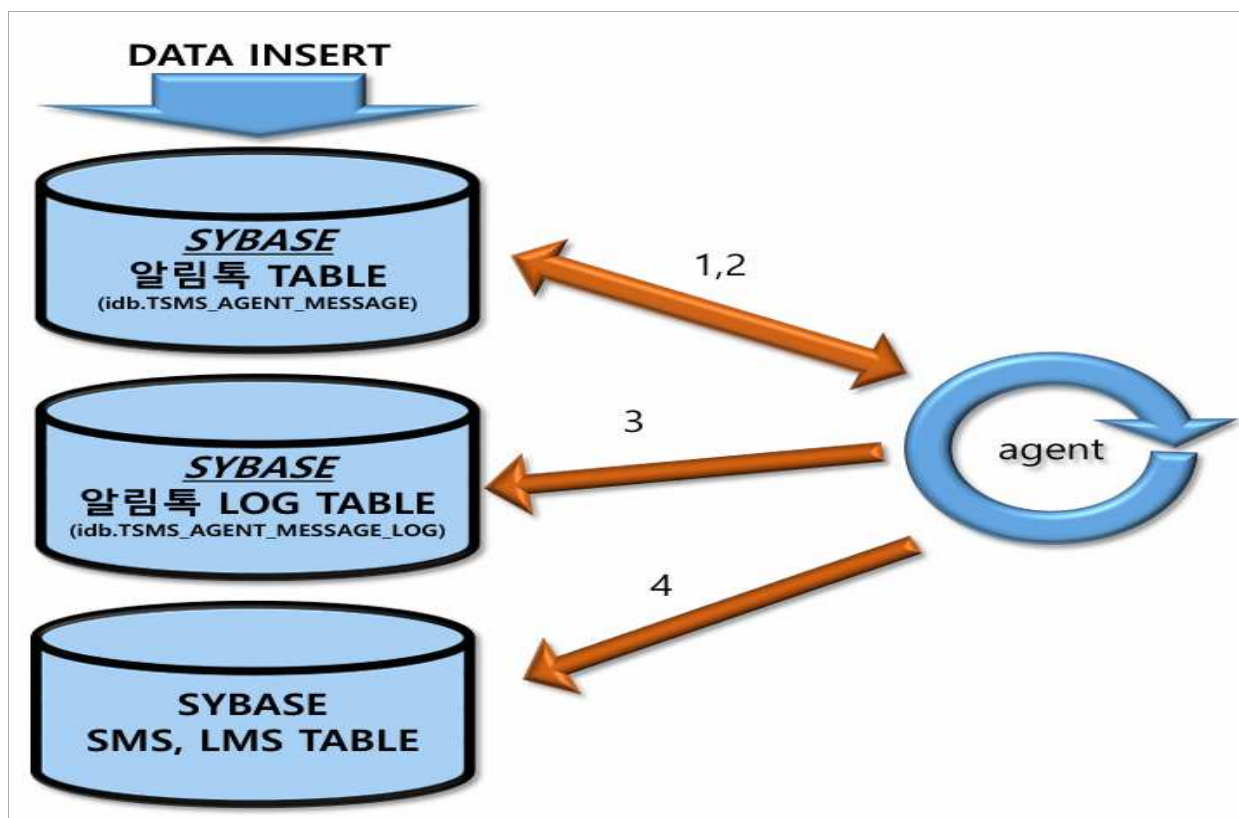 DATA INSERT
SYBASE
알림톡 TABLE
(idb.TSMS_AGENT_MESSAGE)
1,2
SYBASE
알림톡 LOG TABLE
(idb.TSMS_AGENT_MESSAGE_LOG)
3
agent
4
SYBASE
SMS, LMS TABLE